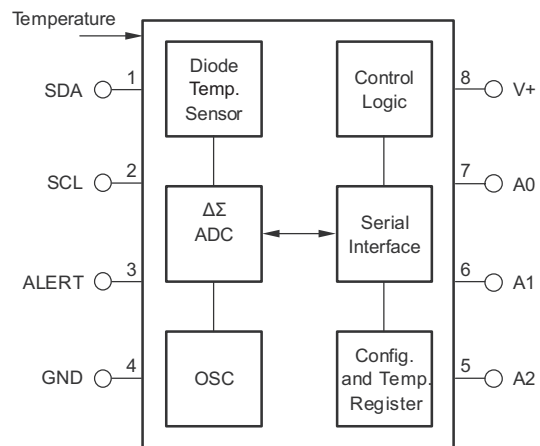 Temperature
SDA
1
Diode
Temp.
Sensor
Control
Logic
8
V+
SCL
2
ΔΣ
ADC
Serial
Interface
7
A0
ALERT
3
6
A1
GND
4
OSC
Config.
and Temp.
Register
5
A2